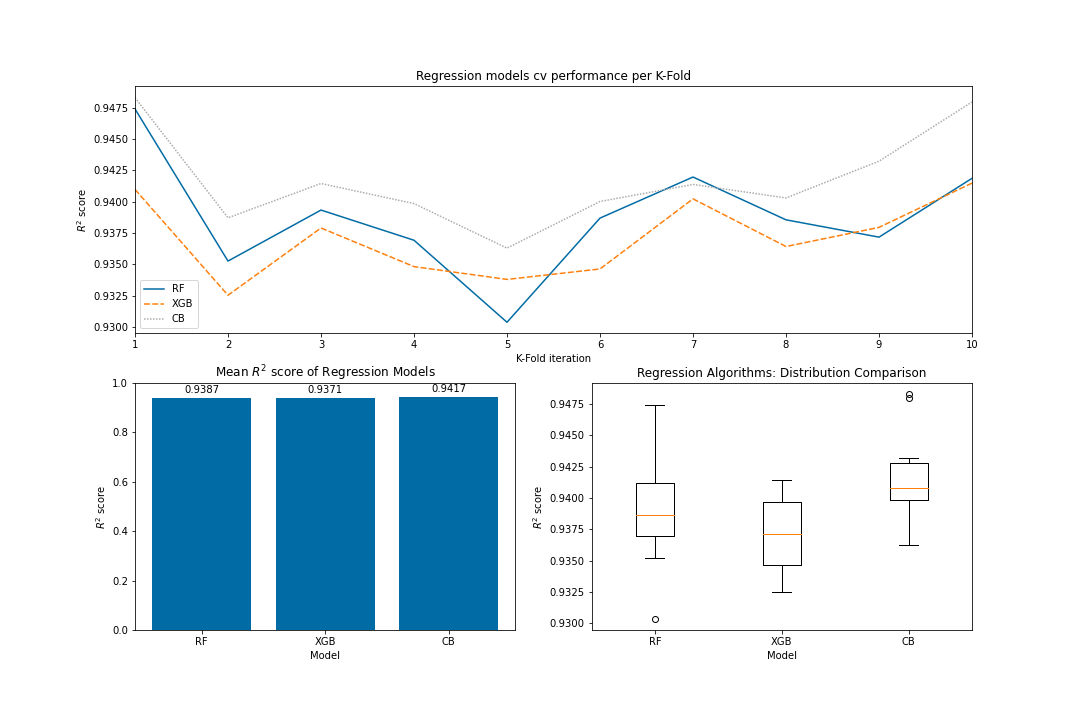 Regression models cv performance per K-Fold
0.9475
0.9450
0.9425
0.9400
0.9375
0.9350
0.9325
0.9300
R² score
RF
XGB
CB
1 2 3 4 5 6 7 8 9 10
K-Fold iteration
Mean R² score of Regression Models
1.0
0.8
0.6
0.4
0.2
0.0
R² score
0.9387 0.9371 0.9417
RF XGB CB
Model
Regression Algorithms: Distribution Comparison
0.9475
0.9450
0.9425
0.9400
0.9375
0.9350
0.9325
0.9300
R² score
RF XGB CB
Model